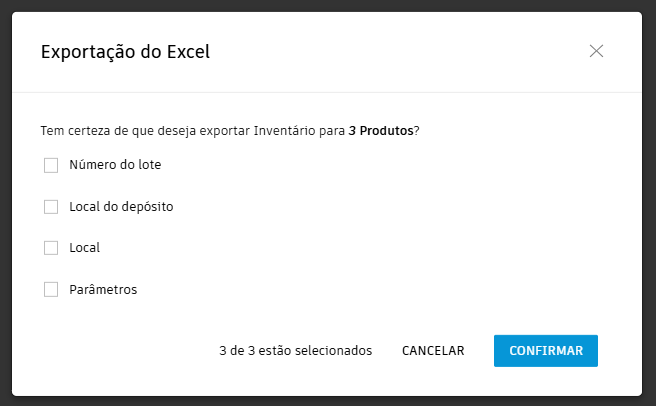 Exportação do Excel
Tem certeza de que deseja exportar Inventário para 3 Produtos?
Número do lote
Local do depósito
Local
Parâmetros
3 de 3 estão selecionados CANCELAR CONFIRMAR